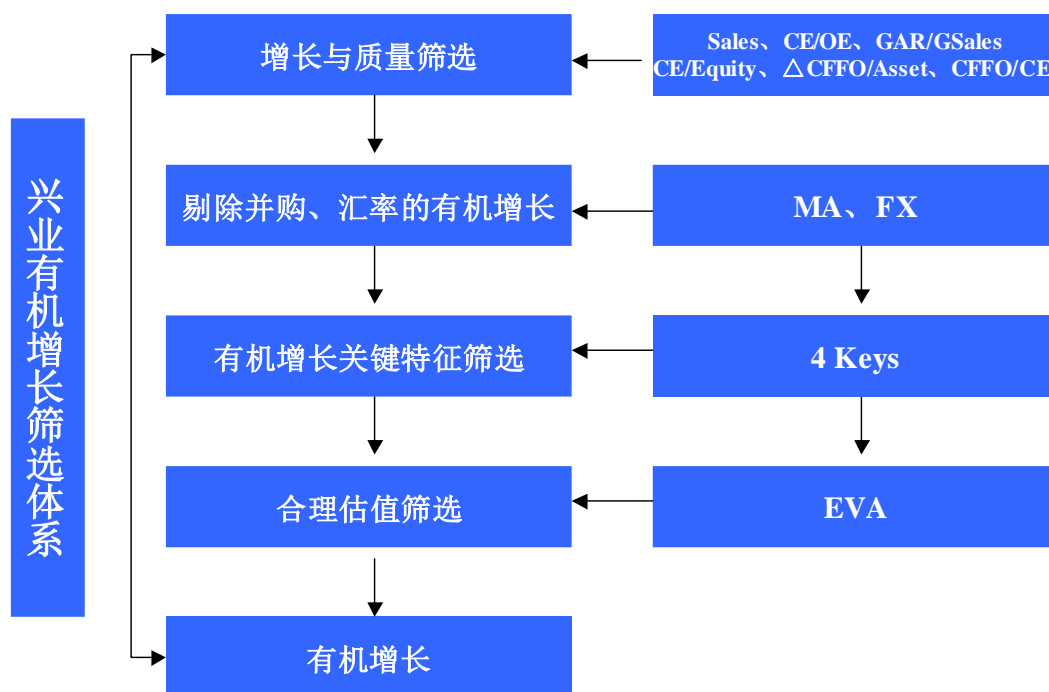 兴业有机增长筛选体系
增长与质量筛选
Sales、CE/OE、GAR/GSales
CE/Equity、△CFFO/Asset、CFFO/CE
剔除并购、汇率的有机增长
MA、FX
有机增长关键特征筛选
4 Keys
合理估值筛选
EVA
有机增长